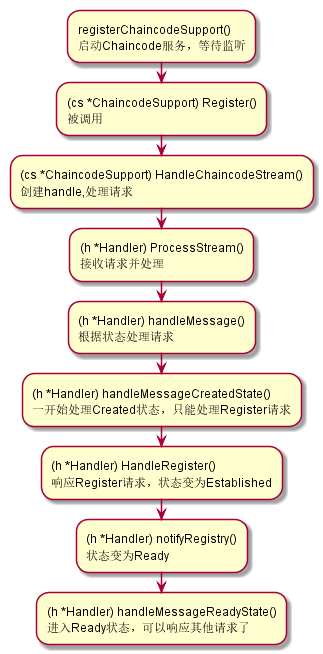 registerChaincodeSupport()
启动Chaincode服务，等待监听
(cs *ChaincodeSupport) Register()
被调用
(cs *ChaincodeSupport) HandleChaincodeStream()
创建handle,处理请求
(h *Handler) ProcessStream()
接收请求并处理
(h *Handler) handleMessage()
根据状态处理请求
(h *Handler) handleMessageCreatedState()
一开始处理Created状态，只能处理Register请求
(h *Handler) HandleRegister()
响应Register请求，状态变为Established
(h *Handler) notifyRegistry()
状态变为Ready
(h *Handler) handleMessageReadyState()
进入Ready状态，可以响应其他请求了